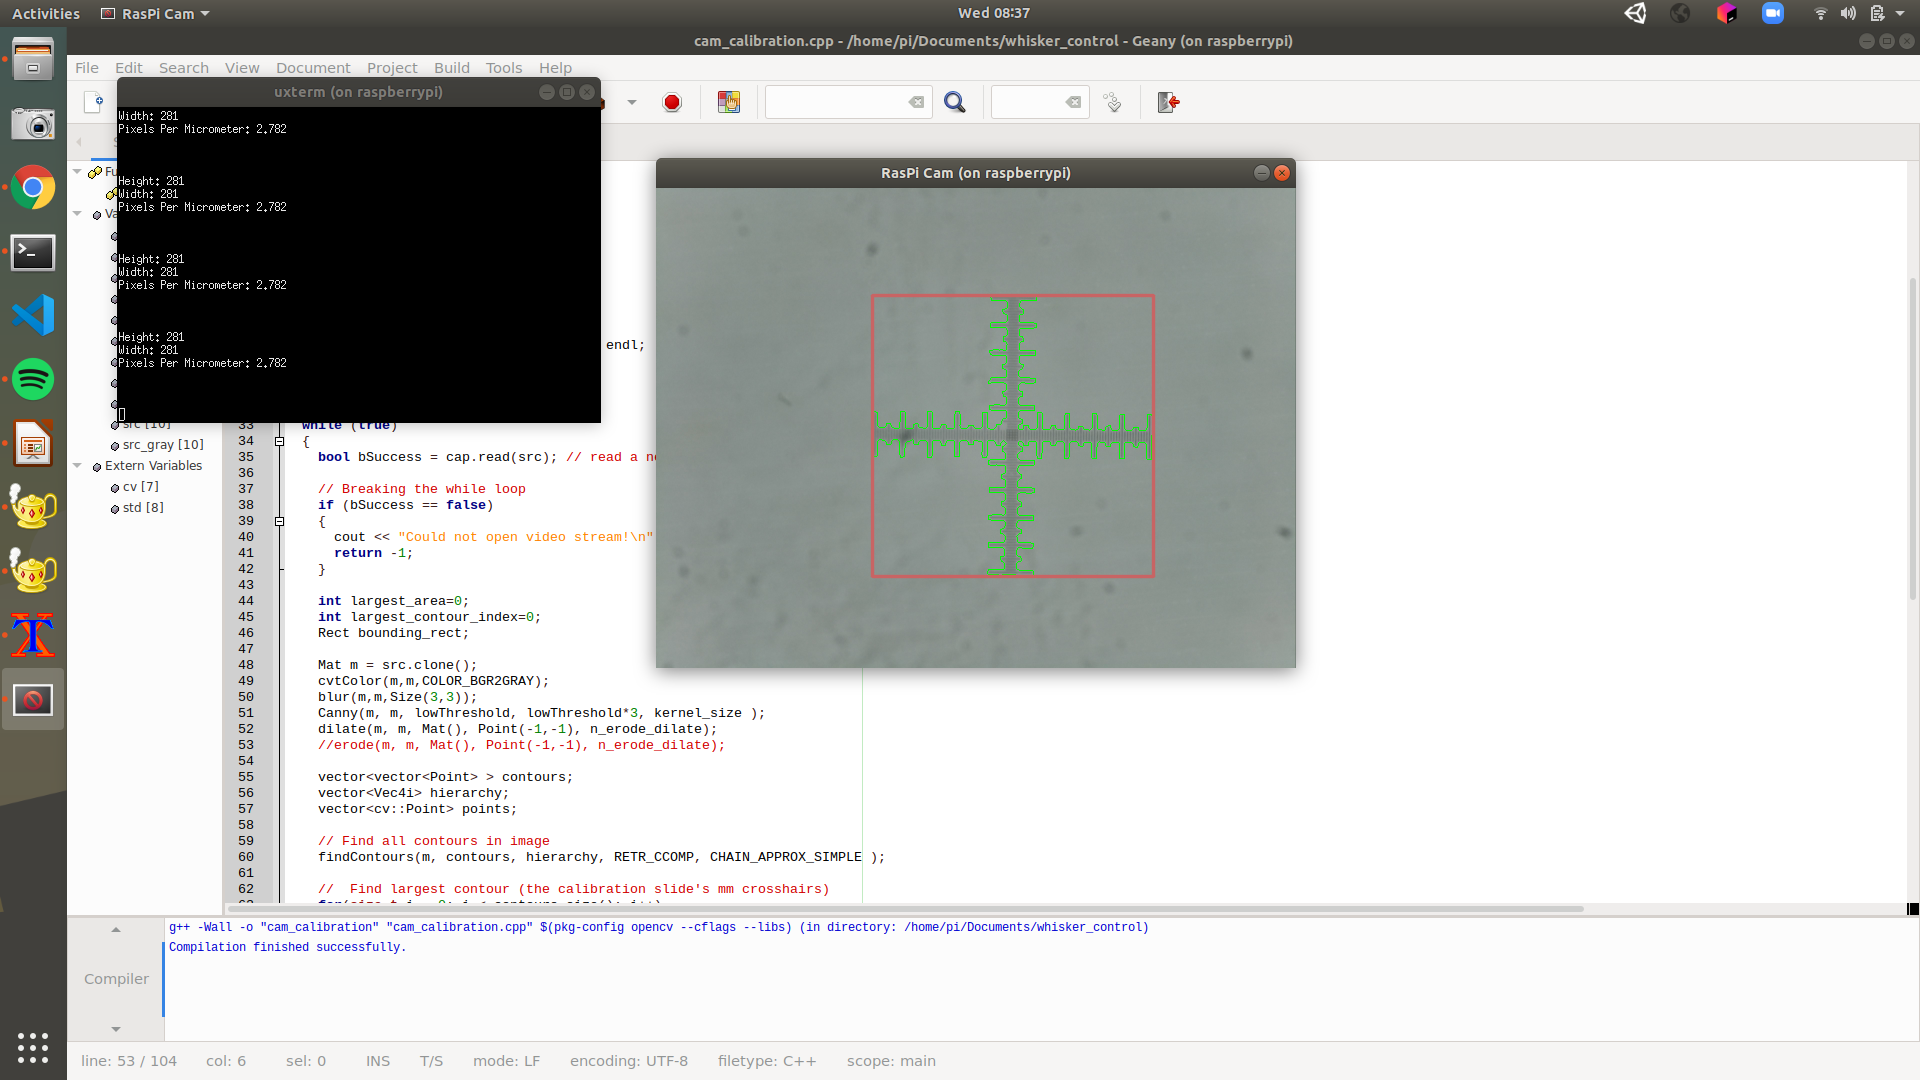 Activities RasPi Cam Wed 08:37
cam_calibration.cpp - /home/pi/Documents/whisker_control - Geany (on raspberrypi)
File Edit Search View Document Project Build Tools Help
uxterm (on raspberrypi)
Width: 281
Pixels Per Micrometer: 2.782
Height: 281
Width: 281
Pixels Per Micrometer: 2.782
Height: 281
Width: 281
Pixels Per Micrometer: 2.782
Height: 281
Width: 281
Pixels Per Micrometer: 2.782
RasPi Cam (on raspberrypi)
src [10]
src_gray [10]
Extern Variables
cv [7]
std [8]
endl;
33 while (true)
34 {
35 bool bSuccess = cap.read(src); // read a
36
37 // Breaking the while loop
38 if (bSuccess == false)
39 {
40 cout << "Could not open video stream!\n"
41 return -1;
42 }
43
44 int largest_area=0;
45 int largest_contour_index=0;
46 Rect bounding_rect;
47
48 Mat m = src.clone();
49 cvtColor(m,m,COLOR_BGR2GRAY);
50 blur(m,m,Size(3,3));
51 Canny(m, m, lowThreshold, lowThreshold*3, kernel_size );
52 dilate(m, m, Mat(), Point(-1,-1), n_erode_dilate);
53 //erode(m, m, Mat(), Point(-1,-1), n_erode_dilate);
54
55 vector<vector<Point> > contours;
56 vector<Vec4i> hierarchy;
57 vector<cv::Point> points;
58
59 // Find all contours in image
60 findContours(m, contours, hierarchy, RETR_CCOMP, CHAIN_APPROX_SIMPLE );
61
62 // Find largest contour (the calibration slide's mm crosshairs)
Compiler
g++ -Wall -o "cam_calibration" "cam_calibration.cpp" $(pkg-config opencv --cflags --libs) (in directory: /home/pi/Documents/whisker_control)
Compilation finished successfully.
line: 53 / 104 col: 6 sel: 0 INS T/S mode: LF encoding: UTF-8 filetype: C++ scope: main